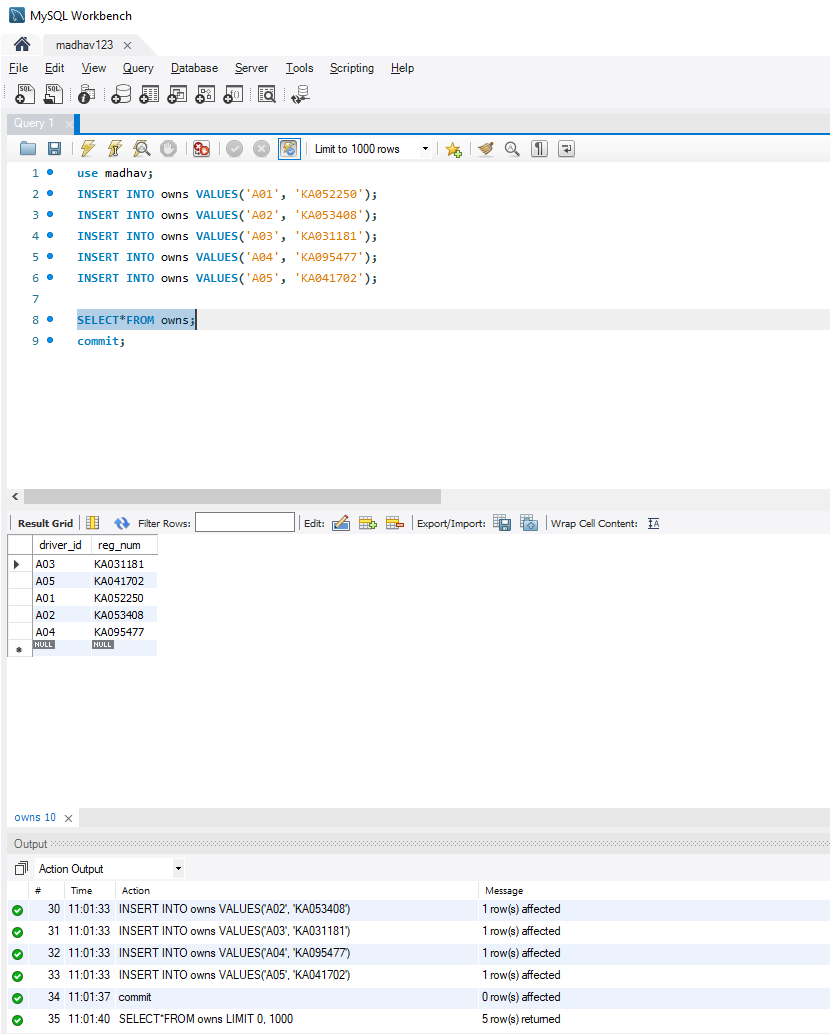 MySQL Workbench
madhav123
File Edit View Query Database Server Tools Scripting Help
Query 1
Limit to 1000 rows
1 use madhav;
2 INSERT INTO owns VALUES('A01', 'KA052250');
3 INSERT INTO owns VALUES('A02', 'KA053408');
4 INSERT INTO owns VALUES('A03', 'KA031181');
5 INSERT INTO owns VALUES('A04', 'KA095477');
6 INSERT INTO owns VALUES('A05', 'KA041702');
7
8 SELECT*FROM owns;
9 commit;
Result Grid Filter Rows: Edit: Export/Import: Wrap Cell Content:
driver_id reg_num
A03 KA031181
A05 KA041702
A01 KA052250
A02 KA053408
A04 KA095477
NULL NULL
owns 10
Output
Action Output
# Time Action Message
30 11:01:33 INSERT INTO owns VALUES('A02', 'KA053408') 1 row(s) affected
31 11:01:33 INSERT INTO owns VALUES('A03', 'KA031181') 1 row(s) affected
32 11:01:33 INSERT INTO owns VALUES('A04', 'KA095477') 1 row(s) affected
33 11:01:33 INSERT INTO owns VALUES('A05', 'KA041702') 1 row(s) affected
34 11:01:37 commit 0 row(s) affected
35 11:01:40 SELECT*FROM owns LIMIT 0, 1000 5 row(s) returned